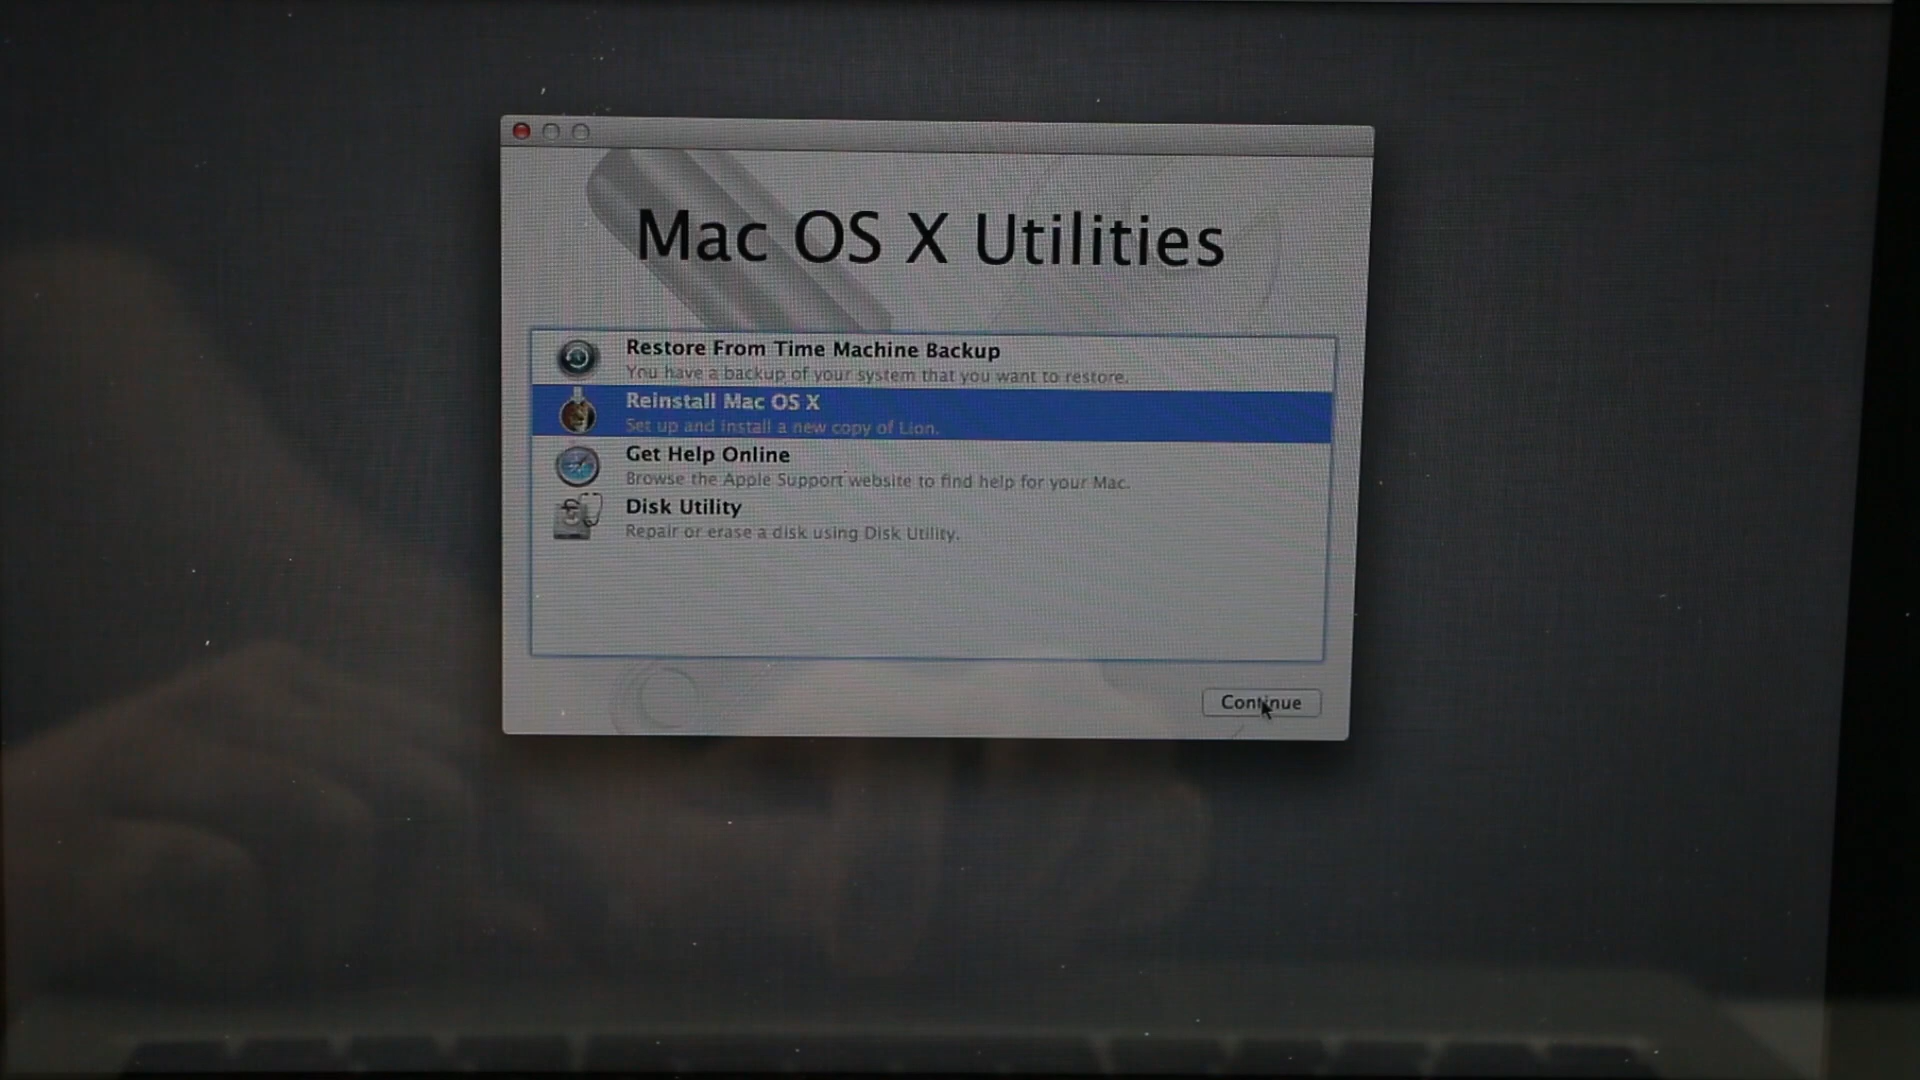 Mac OS X Utilities
Restore From Time Machine Backup
You have a backup of your system that you want to restore.
Reinstall Mac OS X
Set up and install a new copy of Lion.
Get Help Online
Browse the Apple Support website to find help for your Mac.
Disk Utility
Repair or erase a disk using Disk Utility.
Continue